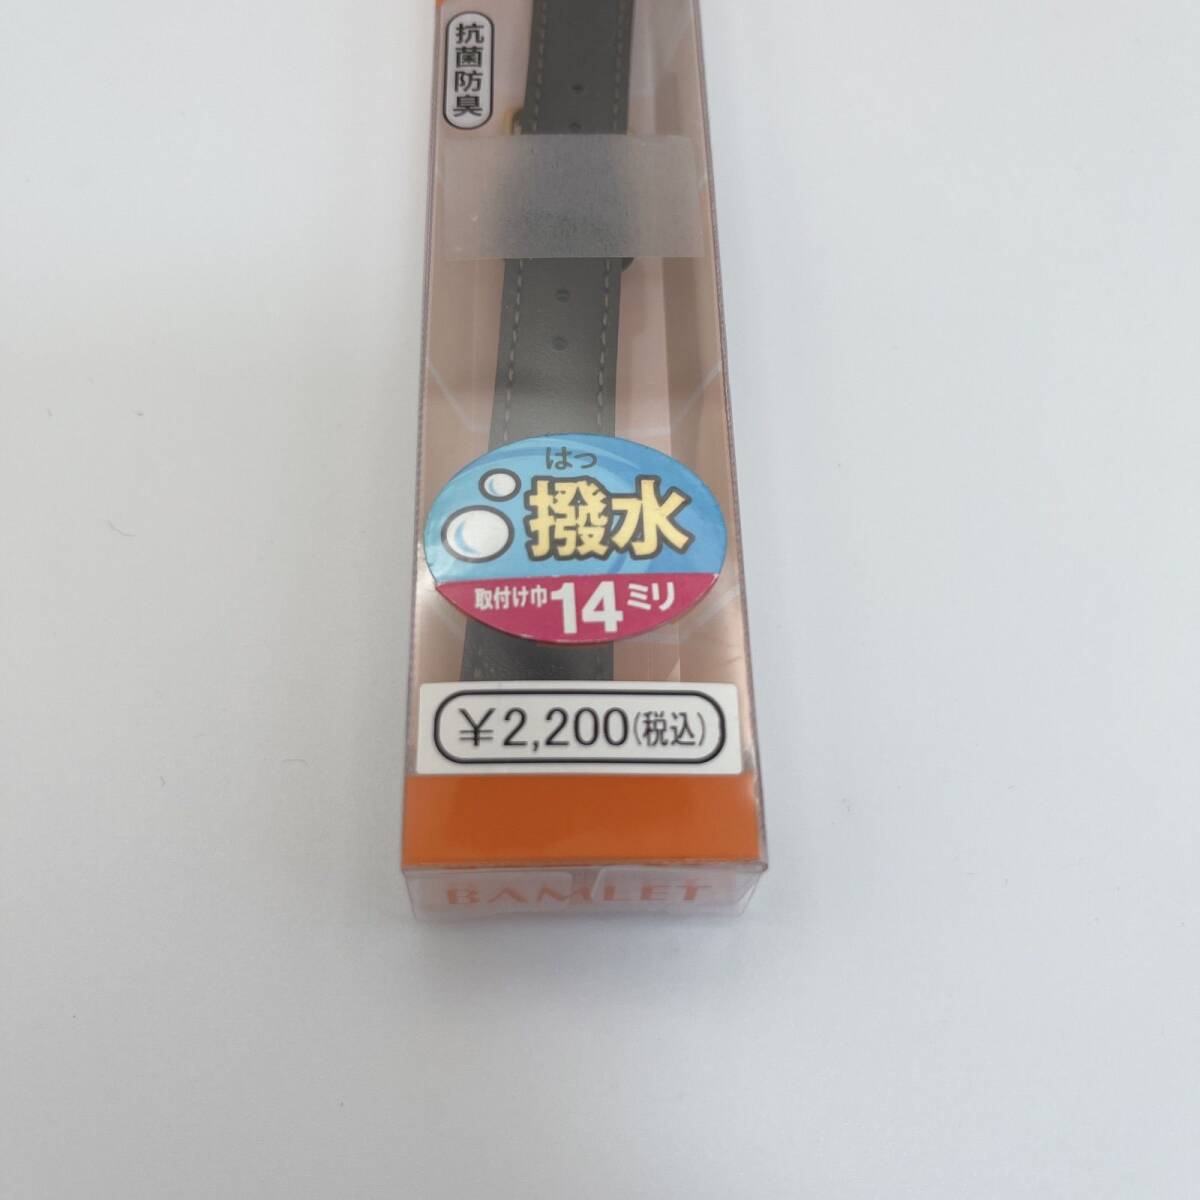 抗菌防臭
はっ
撥水
取付け巾14ミリ
¥2,200(税込)
BAMLET